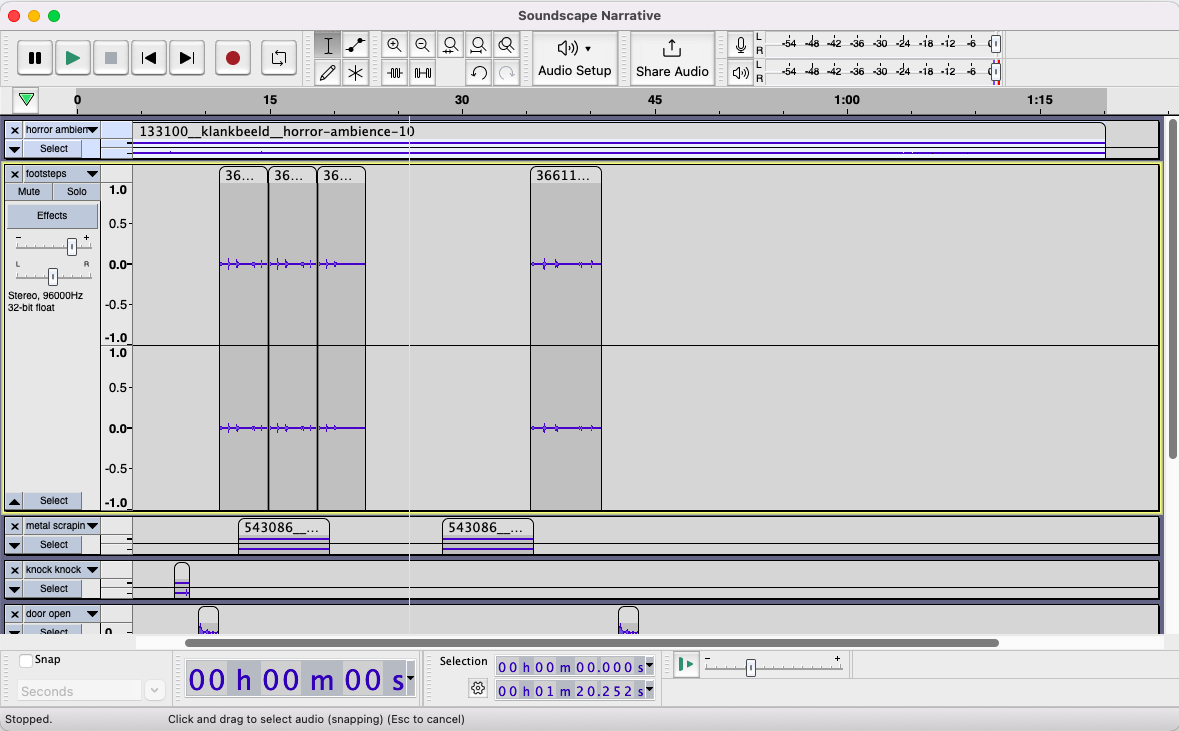 Soundscape Narrative
Audio Setup
Share Audio
L
R
-54 -48 -42 -36 -30 -24 -18 -12 -6 0
L
R
-54 -48 -42 -36 -30 -24 -18 -12 -6 0
0 15 30 45 1:00 1:15
horror ambien
133100__klankbeeld__horror-ambience-10
Select
footsteps
36... 36... 36... 36611...
Mute Solo
Effects
- +
L R
Stereo, 96000Hz
32-bit float
1.0
0.5-
0.0-
-0.5-
-1.0
1.0
0.5-
0.0-
-0.5-
-1.0
Select
metal scrapin
543086__... 543086__...
Select
knock knock
Select
door open
Select
0
Snap
Seconds
00 h 00 m 00 s
Selection
00 h 00 m 00.000 s
00 h 01 m 20.252 s
- +
Stopped.
Click and drag to select audio (snapping) (Esc to cancel)